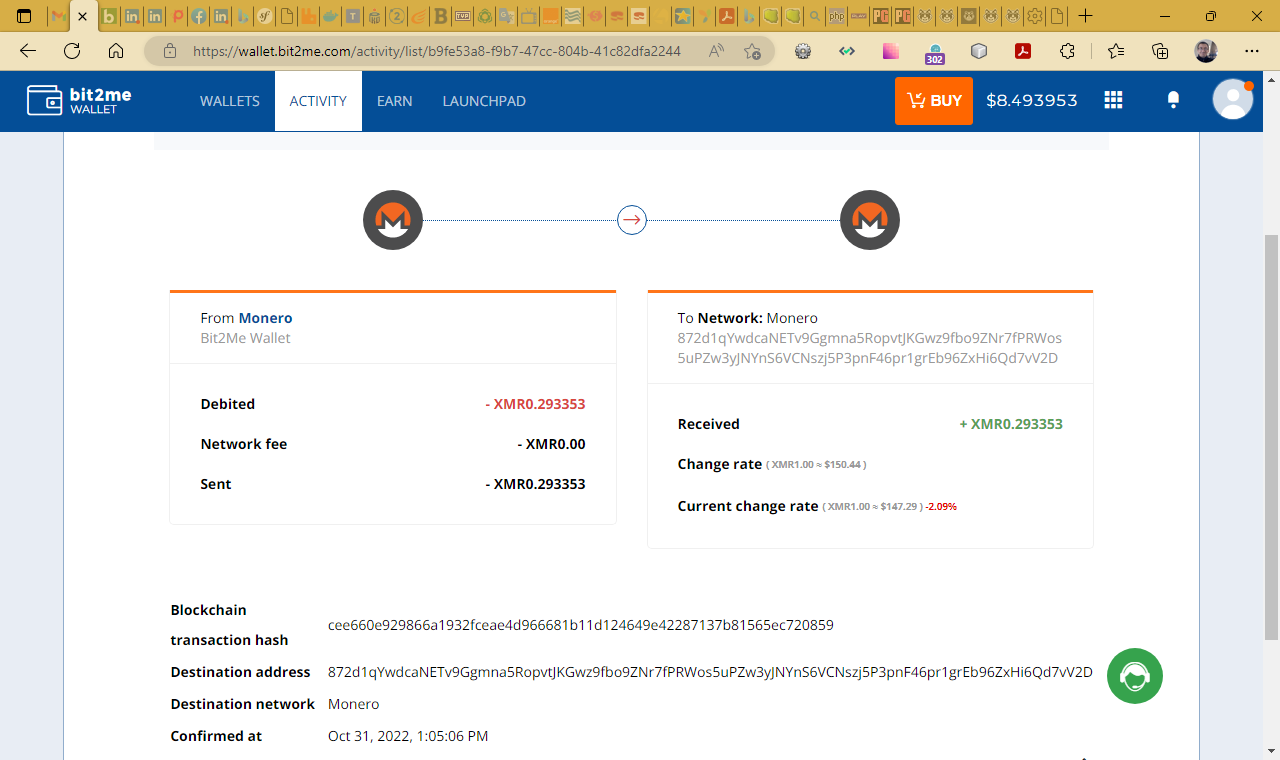 https://wallet.bit2me.com/activity/list/b9fe53a8-f9b7-47cc-804b-41c82dfa2244
302
bit2me
WALLET
WALLETS
ACTIVITY
EARN
LAUNCHPAD
BUY
$8.493953
From Monero
Bit2Me Wallet
Debited - XMR0.293353
Network fee - XMR0.00
Sent - XMR0.293353
To Network: Monero
872d1qYwdcaNETv9Ggmna5RopvtJKGwz9fbo9ZNr7fPRWos
5uPZw3yJNYnS6VCNszj5P3pnF46pr1grEb96ZxHi6Qd7vV2D
Received + XMR0.293353
Change rate ( XMR1.00 ≈ $150.44 )
Current change rate ( XMR1.00 ≈ $147.29 ) -2.09%
Blockchain
transaction hash
cee660e929866a1932fceae4d966681b11d124649e42287137b81565ec720859
Destination address 872d1qYwdcaNETv9Ggmna5RopvtJKGwz9fbo9ZNr7fPRWos5uPZw3yJNYnS6VCNszj5P3pnF46pr1grEb96ZxHi6Qd7vV2D
Destination network Monero
Confirmed at Oct 31, 2022, 1:05:06 PM